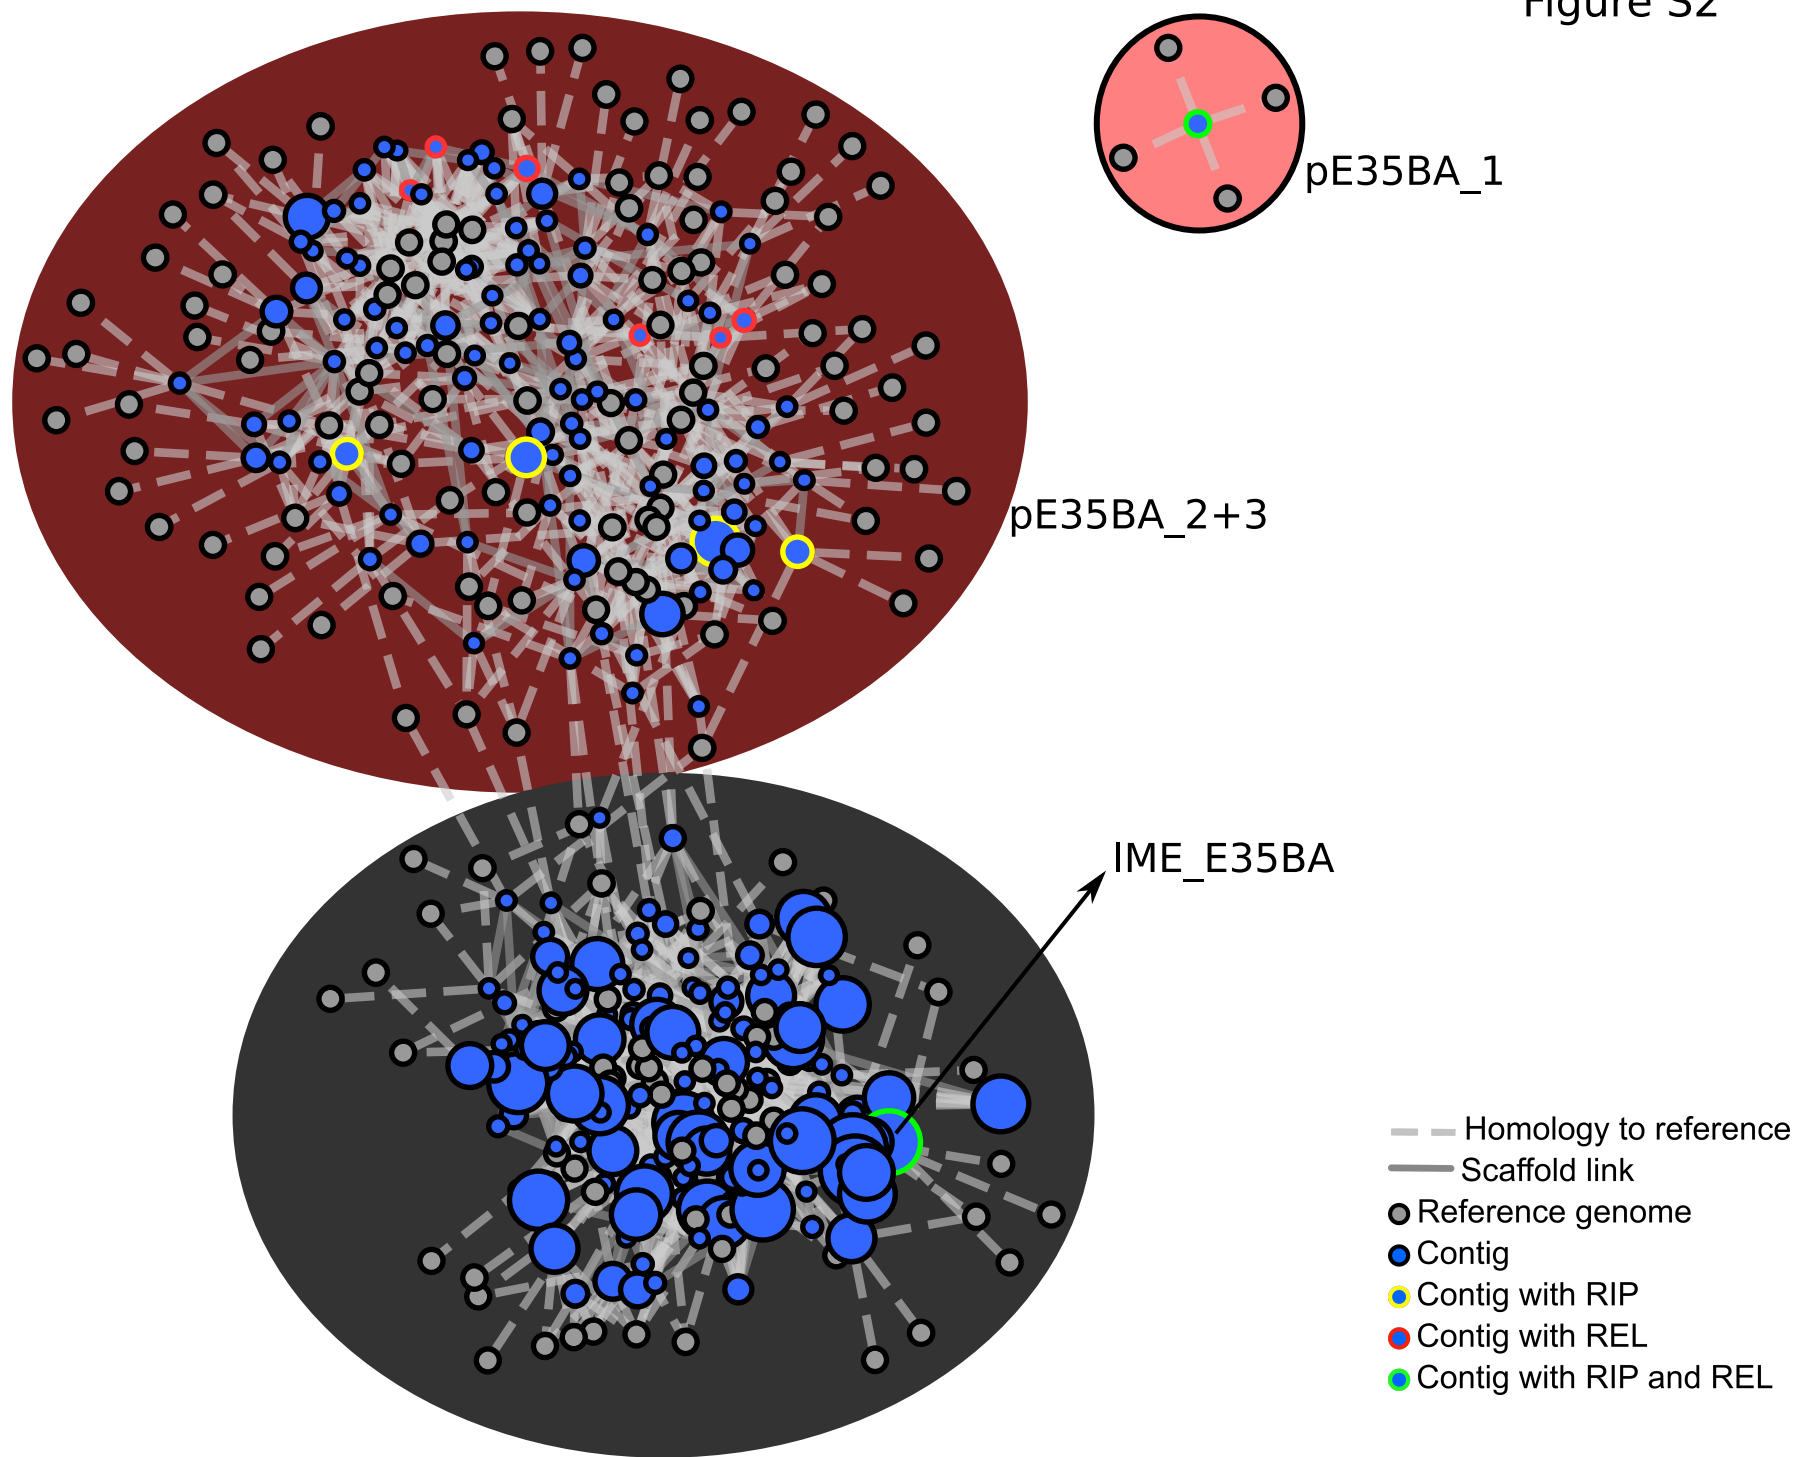 Figure S2
pE35BA_1
pE35BA_2+3
IME_E35BA
Homology to reference
Scaffold link
Reference genome
Contig
Contig with RIP
Contig with REL
Contig with RIP and REL